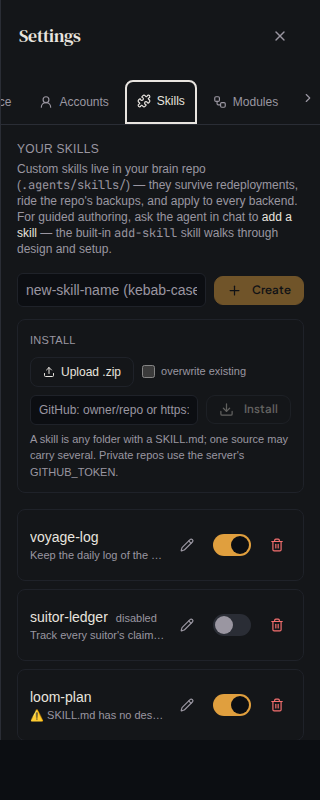 Settings
ce
Accounts
Skills
Modules
YOUR SKILLS
Custom skills live in your brain repo
(.agents/skills/) — they survive redeployments,
ride the repo's backups, and apply to every backend.
For guided authoring, ask the agent in chat to add a
skill — the built-in add-skill skill walks through
design and setup.
new-skill-name (kebab-case
Create
INSTALL
Upload .zip
overwrite existing
GitHub: owner/repo or https:
Install
A skill is any folder with a SKILL.md; one source may
carry several. Private repos use the server's
GITHUB_TOKEN.
voyage-log
Keep the daily log of the …
suitor-ledger disabled
Track every suitor's claim…
loom-plan
⚠️ SKILL.md has no des…